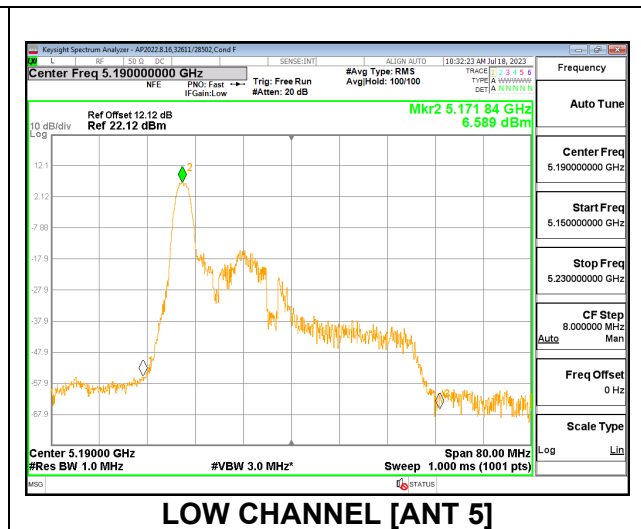 Keysight Spectrum Analyzer - AP2022.8.16,32611/28502,Cond F
L RF 50 Ω DC SENSE:INT ALIGN AUTO 10:32:23 AM Jul 18, 2023
Center Freq 5.190000000 GHz #Avg Type: RMS TRACE 1 2 3 4 5 6
NFE PNO: Fast Trig: Free Run Avg|Hold: 100/100 TYPE A WWWWW
IFGain:Low #Atten: 20 dB DET A N N N N N
Mkr2 5.171 84 GHz
6.589 dBm
Ref Offset 12.12 dB
10 dB/div Ref 22.12 dBm
Log
12.1
2.12
-7.88
-17.9
-27.9
-37.9
-47.9
-57.9
-67.9
2
Center 5.19000 GHz Span 80.00 MHz
#Res BW 1.0 MHz #VBW 3.0 MHz* Sweep 1.000 ms (1001 pts)
MSG STATUS
Frequency
Auto Tune
Center Freq
5.190000000 GHz
Start Freq
5.150000000 GHz
Stop Freq
5.230000000 GHz
CF Step
8.000000 MHz
Auto Man
Freq Offset
0 Hz
Scale Type
Log Lin
LOW CHANNEL [ANT 5]